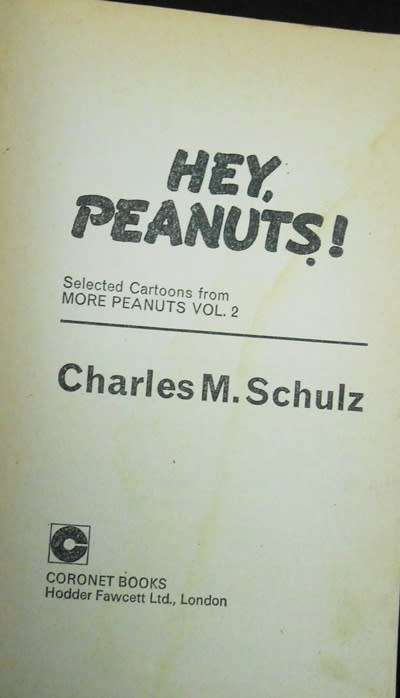 HEY,
PEANUTS!
Selected Cartoons from
MORE PEANUTS VOL. 2
Charles M. Schulz
C
CORONET BOOKS
Hodder Fawcett Ltd., London